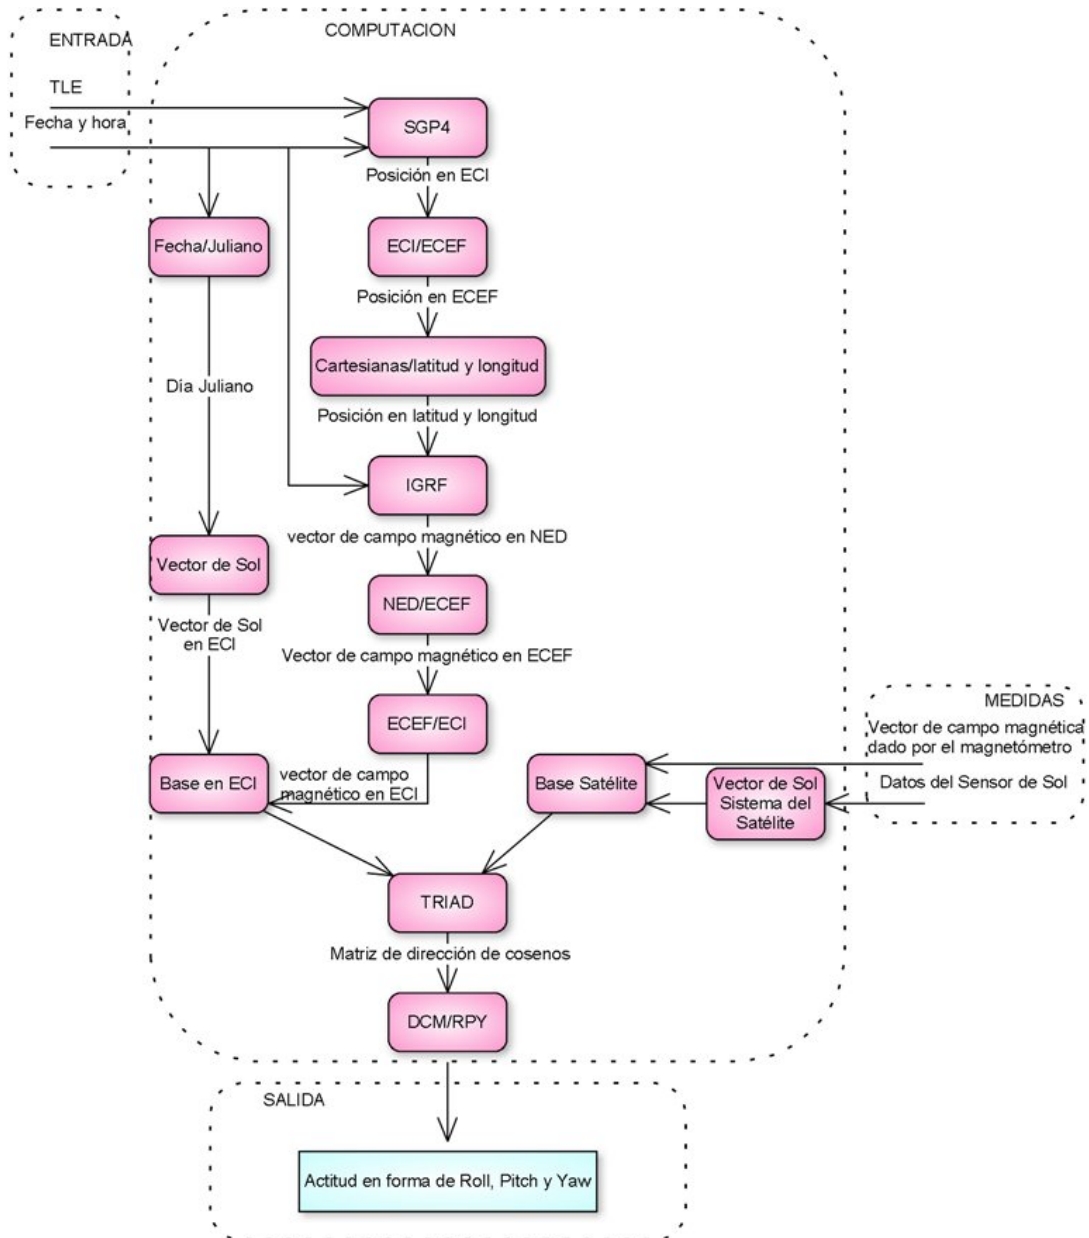 ENTRADA
COMPUTACION
TLE
Fecha y hora
SGP4
Posición en ECI
Fecha/Juliano
ECI/ECEF
Posición en ECEF
Cartesianas/latitud y longitud
Día Juliano
Posición en latitud y longitud
IGRF
vector de campo magnético en NED
Vector de Sol
NED/ECEF
Vector de Sol
en ECI
Vector de campo magnético en ECEF
ECEF/ECI
MEDIDAS
Vector de campo magnética
dado por el magnetómetro
Datos del Sensor de Sol
Base en ECI
vector de campo
magnético en ECI
Base Satélite
Vector de Sol
Sistema del
Satélite
TRIAD
Matriz de dirección de cosenos
DCM/RPY
SALIDA
Actitud en forma de Roll, Pitch y Yaw